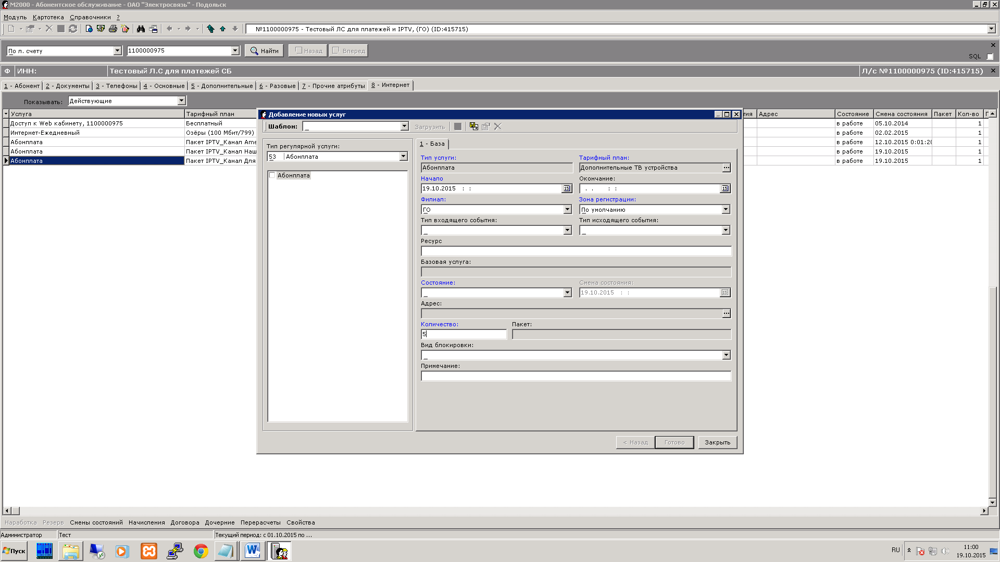 М2000 - Абонентское обслуживание - ОАО "Электросвязь" - Подольск
Модуль Картотека Справочники ?
№1100000975 - Тестовый ЛС для платежей и IPTV, (ГО) (ID:415715)
По л. счету 1100000975 Найти Назад Вперед
SQL
Ф ИНН: Тестовый Л.С для платежей СБ Л/с №1100000975 (ID:415715)
1 - Абонент 2 - Документы 3 - Телефоны 4 - Основные 5 - Дополнительные 6 - Разовые 7 - Прочие атрибуты 8 - Интернет
Показывать: Действующие
Услуга Тарифный план Адрес Состояние Смена состояния Пакет Кол-во
Доступ к Web кабинету, 1100000975 Бесплатный в работе 05.10.2014 1
Интернет-Ежедневный Озёры (100 Мбит/799) в работе 02.02.2015 1
Абонплата Пакет IPTV_Канал Ame в работе 12.10.2015 0:01:20 1
Абонплата Пакет IPTV_Канал Наш в работе 19.10.2015 1
Абонплата Пакет IPTV_Канал Для в работе 19.10.2015 1
Добавление новых услуг
Шаблон: _ Загрузить
Тип регулярной услуги:
53 Абонплата
Абонплата
1 - База
Тип услуги: Тарифный план:
Абонплата Дополнительные ТВ устройства ...
Начало Окончание:
19.10.2015 : : 15 . . : : 15
Филиал: Зона регистрации:
ГО По умолчанию
Тип входящего события: Тип исходящего события:
_ _
Ресурс
Базовая услуга:
Состояние: Смена состояния:
_ 19.10.2015 : : 15
Адрес:
...
Количество: Пакет:
5
Вид блокировки:
_
Примечание:
< Назад Готово Закрыть
Наработка Резерв Смены состояний Начисления Договора Дочерние Перерасчеты Свойства
Администратор Тест Текущий период: с 01.10.2015 по ...
Пуск RU 11:00
19.10.2015